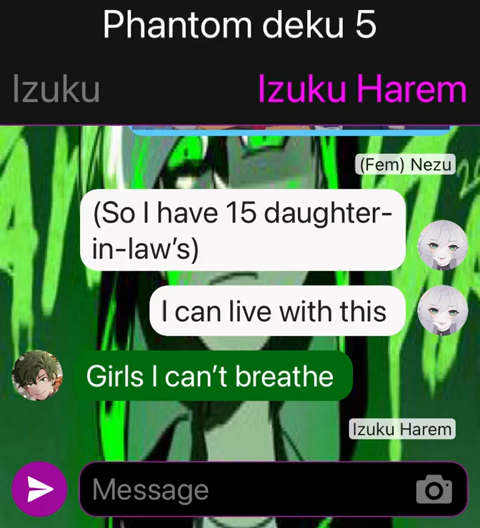 Phantom deku 5
Izuku
Izuku Harem
(Fem) Nezu
(So I have 15 daughter-
in-law’s)
I can live with this
Girls I can’t breathe
Izuku Harem
Message